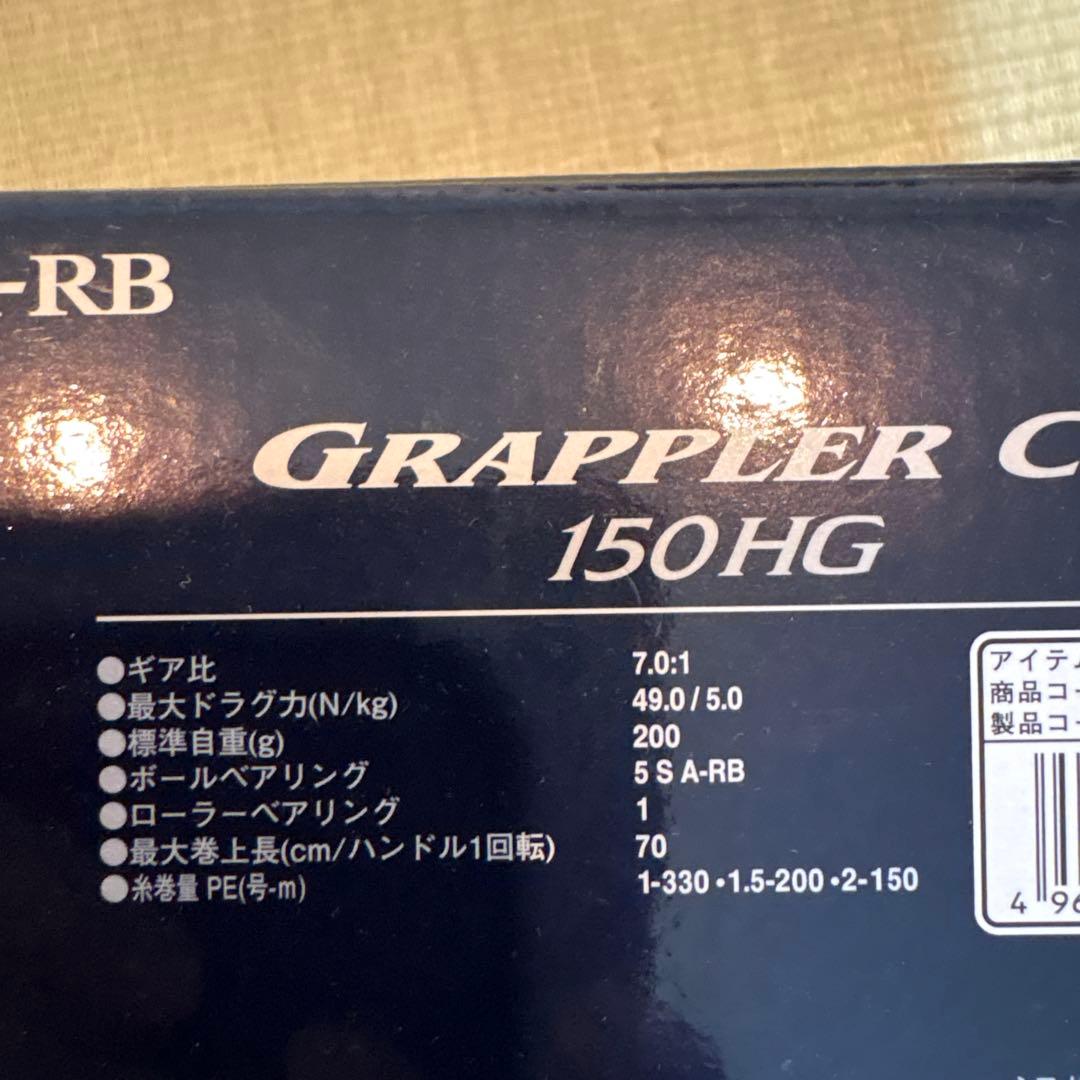 -RB
GRAPPLER C
150HG
●ギア比 7.0:1
●最大ドラグ力(N/kg) 49.0/5.0
●標準自重(g) 200
●ボールベアリング 5 S A-RB
●ローラーベアリング 1
●最大巻上長(cm/ハンドル1回転) 70
●糸巻量 PE(号-m) 1-330•1.5-200•2-150
アイテム
商品コー
製品コー
4 96